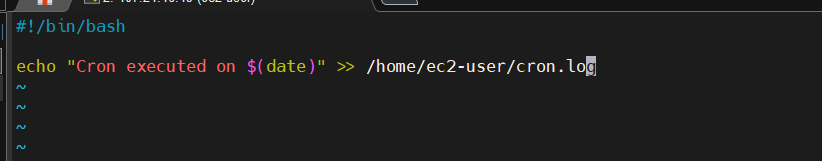 #!/bin/bash
echo "Cron executed on $(date)" >> /home/ec2-user/cron.log
~
~
~
~